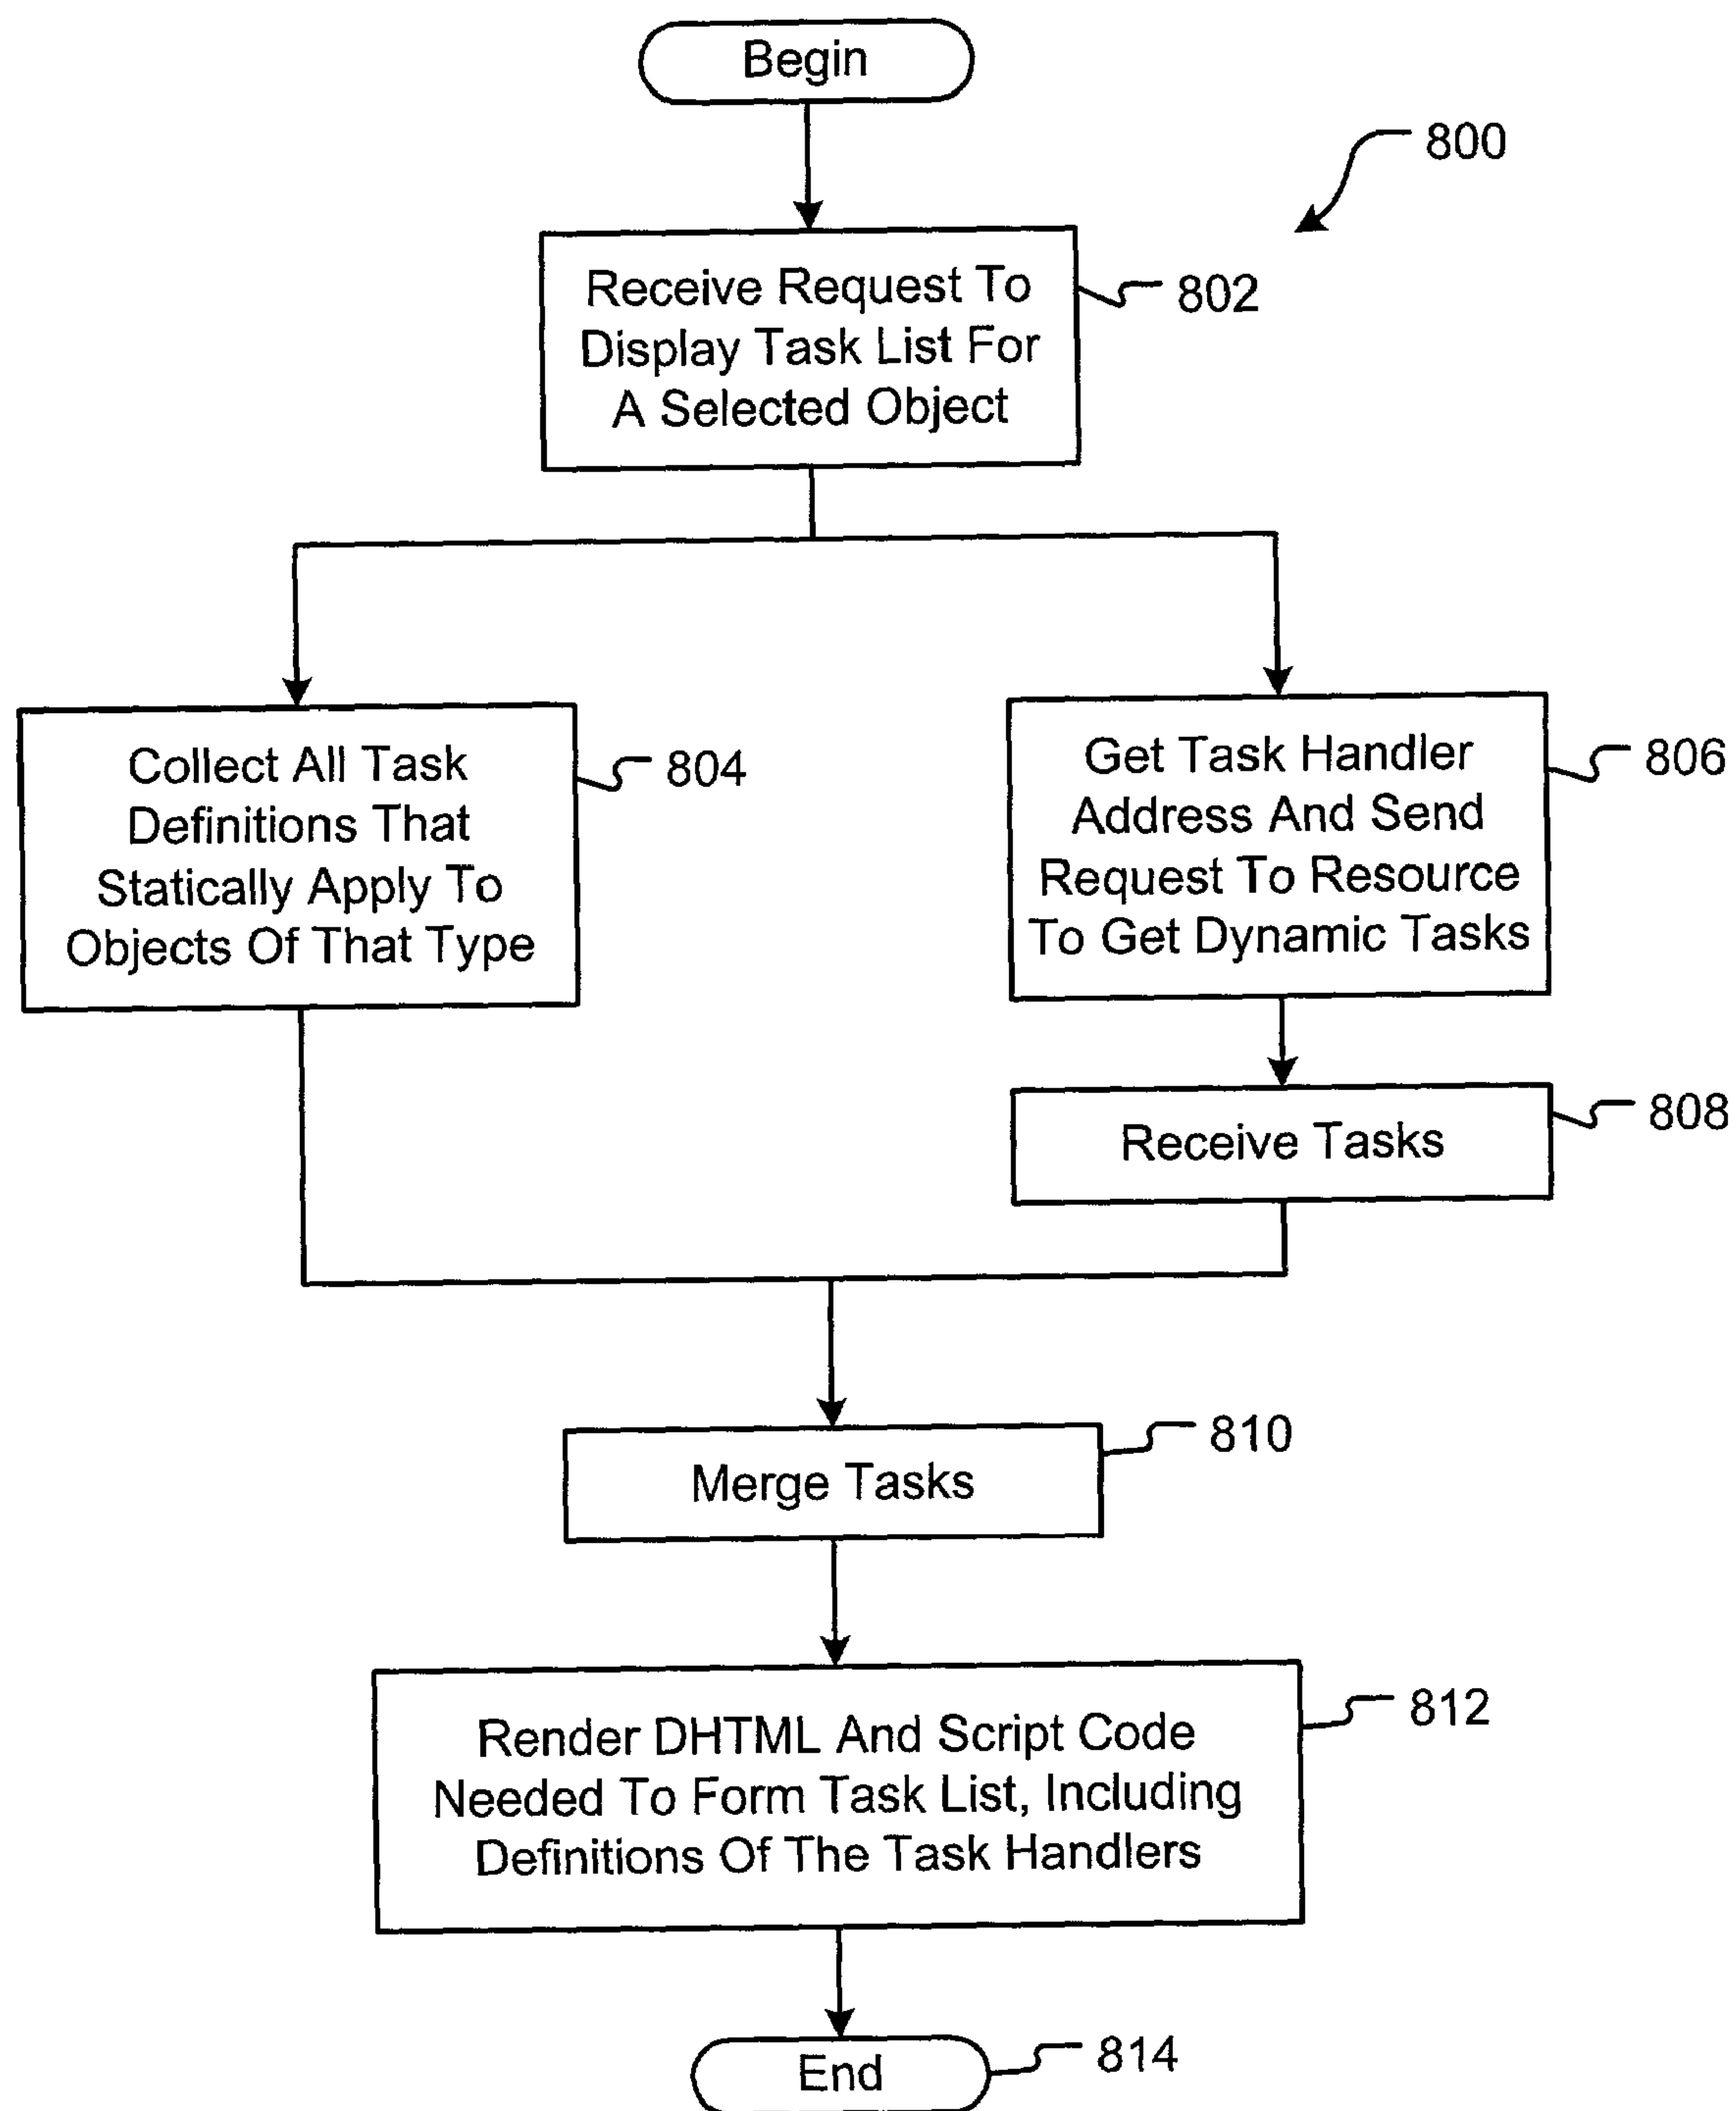 Begin
800
Receive Request To
Display Task List For
A Selected Object
802
Collect All Task
Definitions That
Statically Apply To
Objects Of That Type
804
Get Task Handler
Address And Send
Request To Resource
To Get Dynamic Tasks
806
Receive Tasks
808
Merge Tasks
810
Render DHTML And Script Code
Needed To Form Task List, Including
Definitions Of The Task Handlers
812
End
814